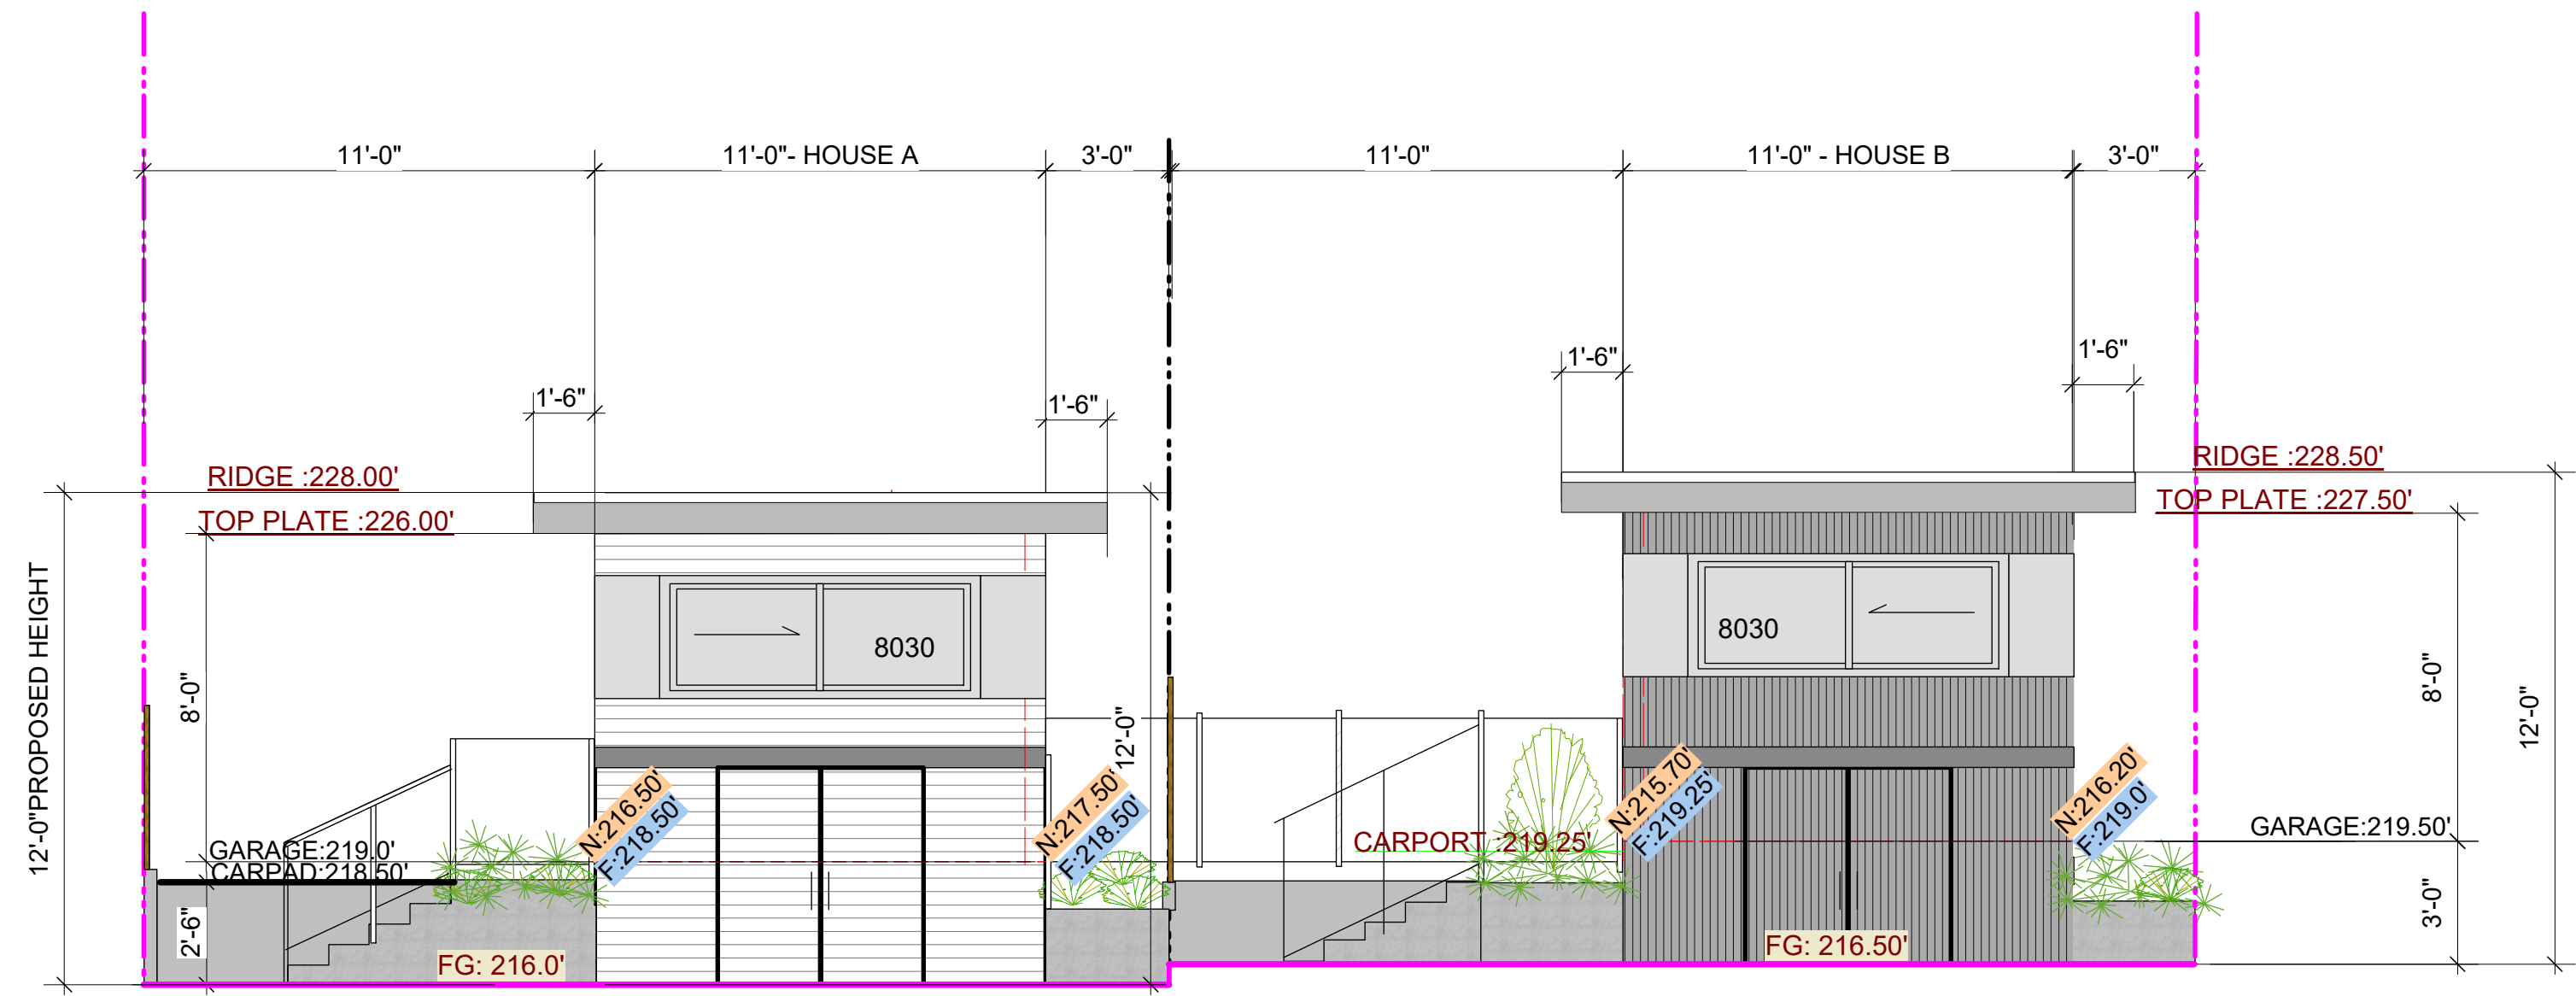 11'-0"
11'-0"- HOUSE A
3'-0"
11'-0"
11'-0" - HOUSE B
3'-0"
1'-6"
1'-6"
1'-6"
1'-6"
RIDGE :228.00'
TOP PLATE :226.00'
RIDGE :228.50'
TOP PLATE :227.50'
12'-0"PROPOSED HEIGHT
8'-0"
8030
8030
8'-0"
12'-0"
12'-0"
N:216.50'
F:218.50'
N:217.50'
F:218.50'
N:215.70'
F:219.25'
N:216.20'
F:219.0'
GARAGE:219.0'
CARPAD:218.50'
CARPORT :219.25'
GARAGE:219.50'
2'-6"
3'-0"
FG: 216.0'
FG: 216.50'